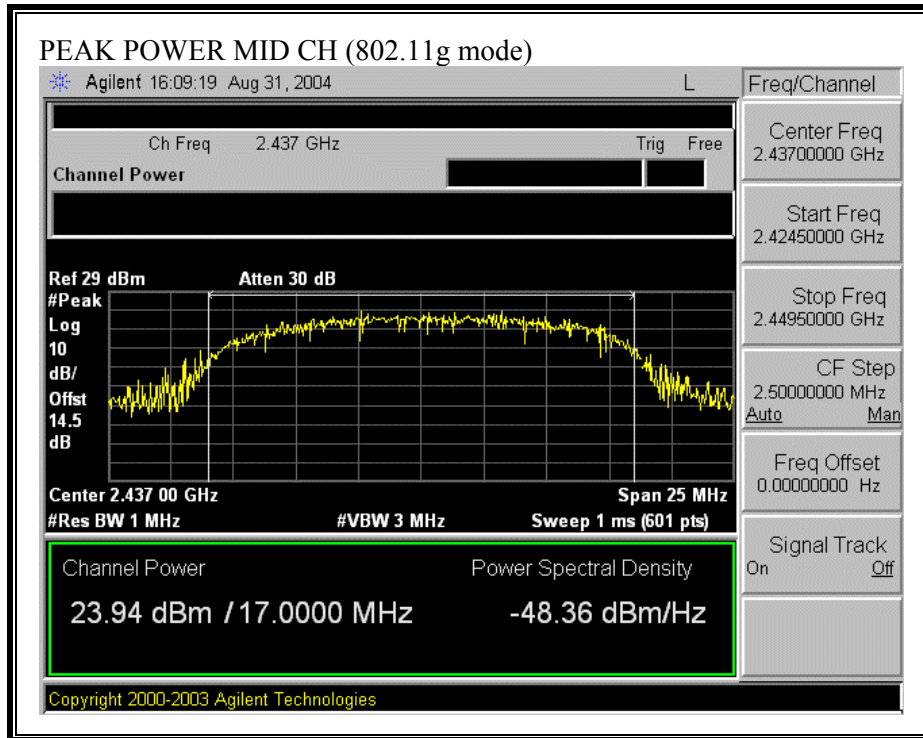 PEAK POWER MID CH (802.11g mode)
Agilent 16:09:19 Aug 31, 2004 L
Freq/Channel
Ch Freq 2.437 GHz Trig Free
Channel Power
Center Freq
2.43700000 GHz
Start Freq
2.42450000 GHz
Stop Freq
2.44950000 GHz
CF Step
2.50000000 MHz
Auto Man
Freq Offset
0.00000000 Hz
Signal Track
On Off
Ref 29 dBm Atten 30 dB
#Peak
Log
10
dB/
Offst
14.5
dB
Center 2.437 00 GHz Span 25 MHz
#Res BW 1 MHz #VBW 3 MHz Sweep 1 ms (601 pts)
Channel Power Power Spectral Density
23.94 dBm / 17.0000 MHz -48.36 dBm/Hz
Copyright 2000-2003 Agilent Technologies